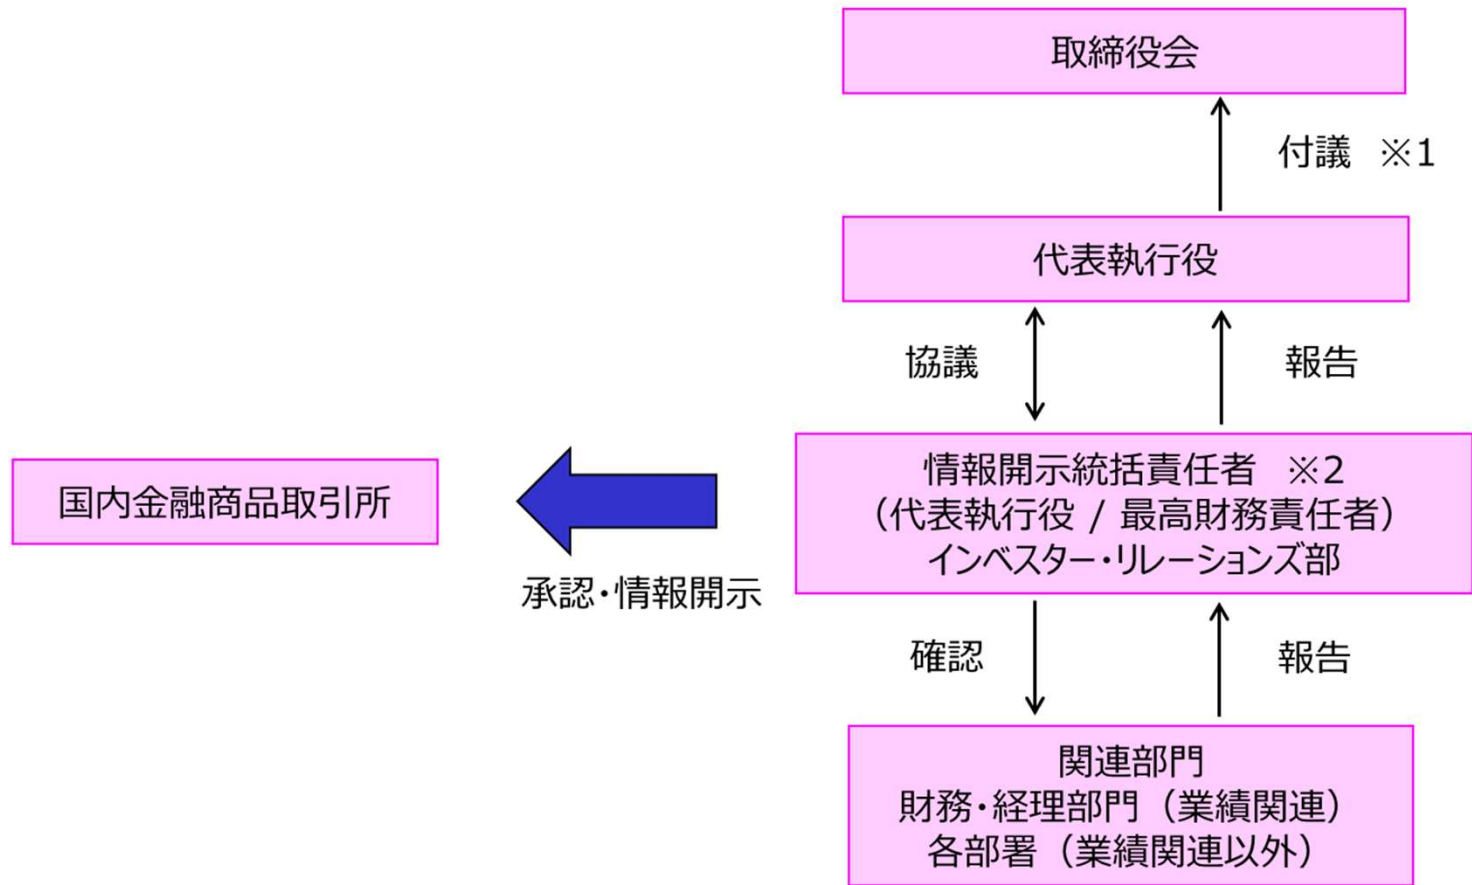 取締役会
付議 ※1
代表執行役
協議
報告
情報開示統括責任者 ※2
（代表執行役 / 最高財務責任者）
インベスター・リレーションズ部
国内金融商品取引所
承認・情報開示
確認
報告
関連部門
財務・経理部門（業績関連）
各部署（業績関連以外）